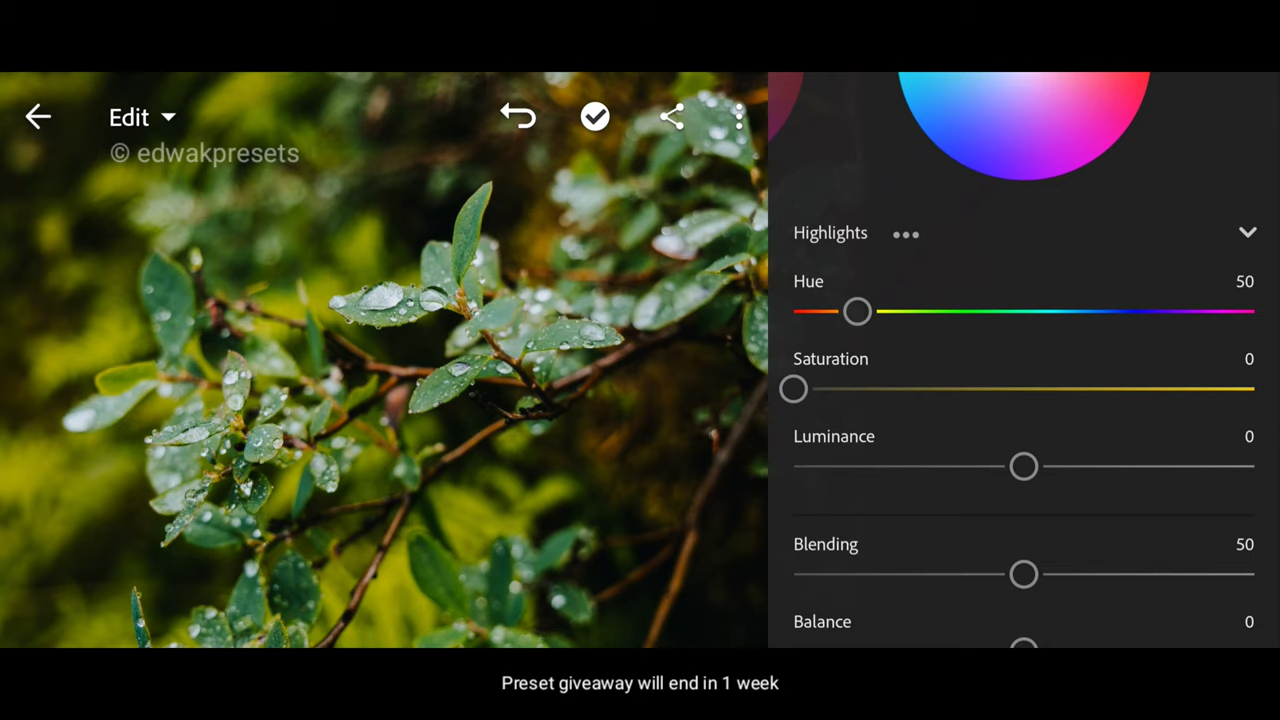 Edit
© edwakpresets
Highlights
Hue 50
Saturation 0
Luminance 0
Blending 50
Balance 0
Preset giveaway will end in 1 week